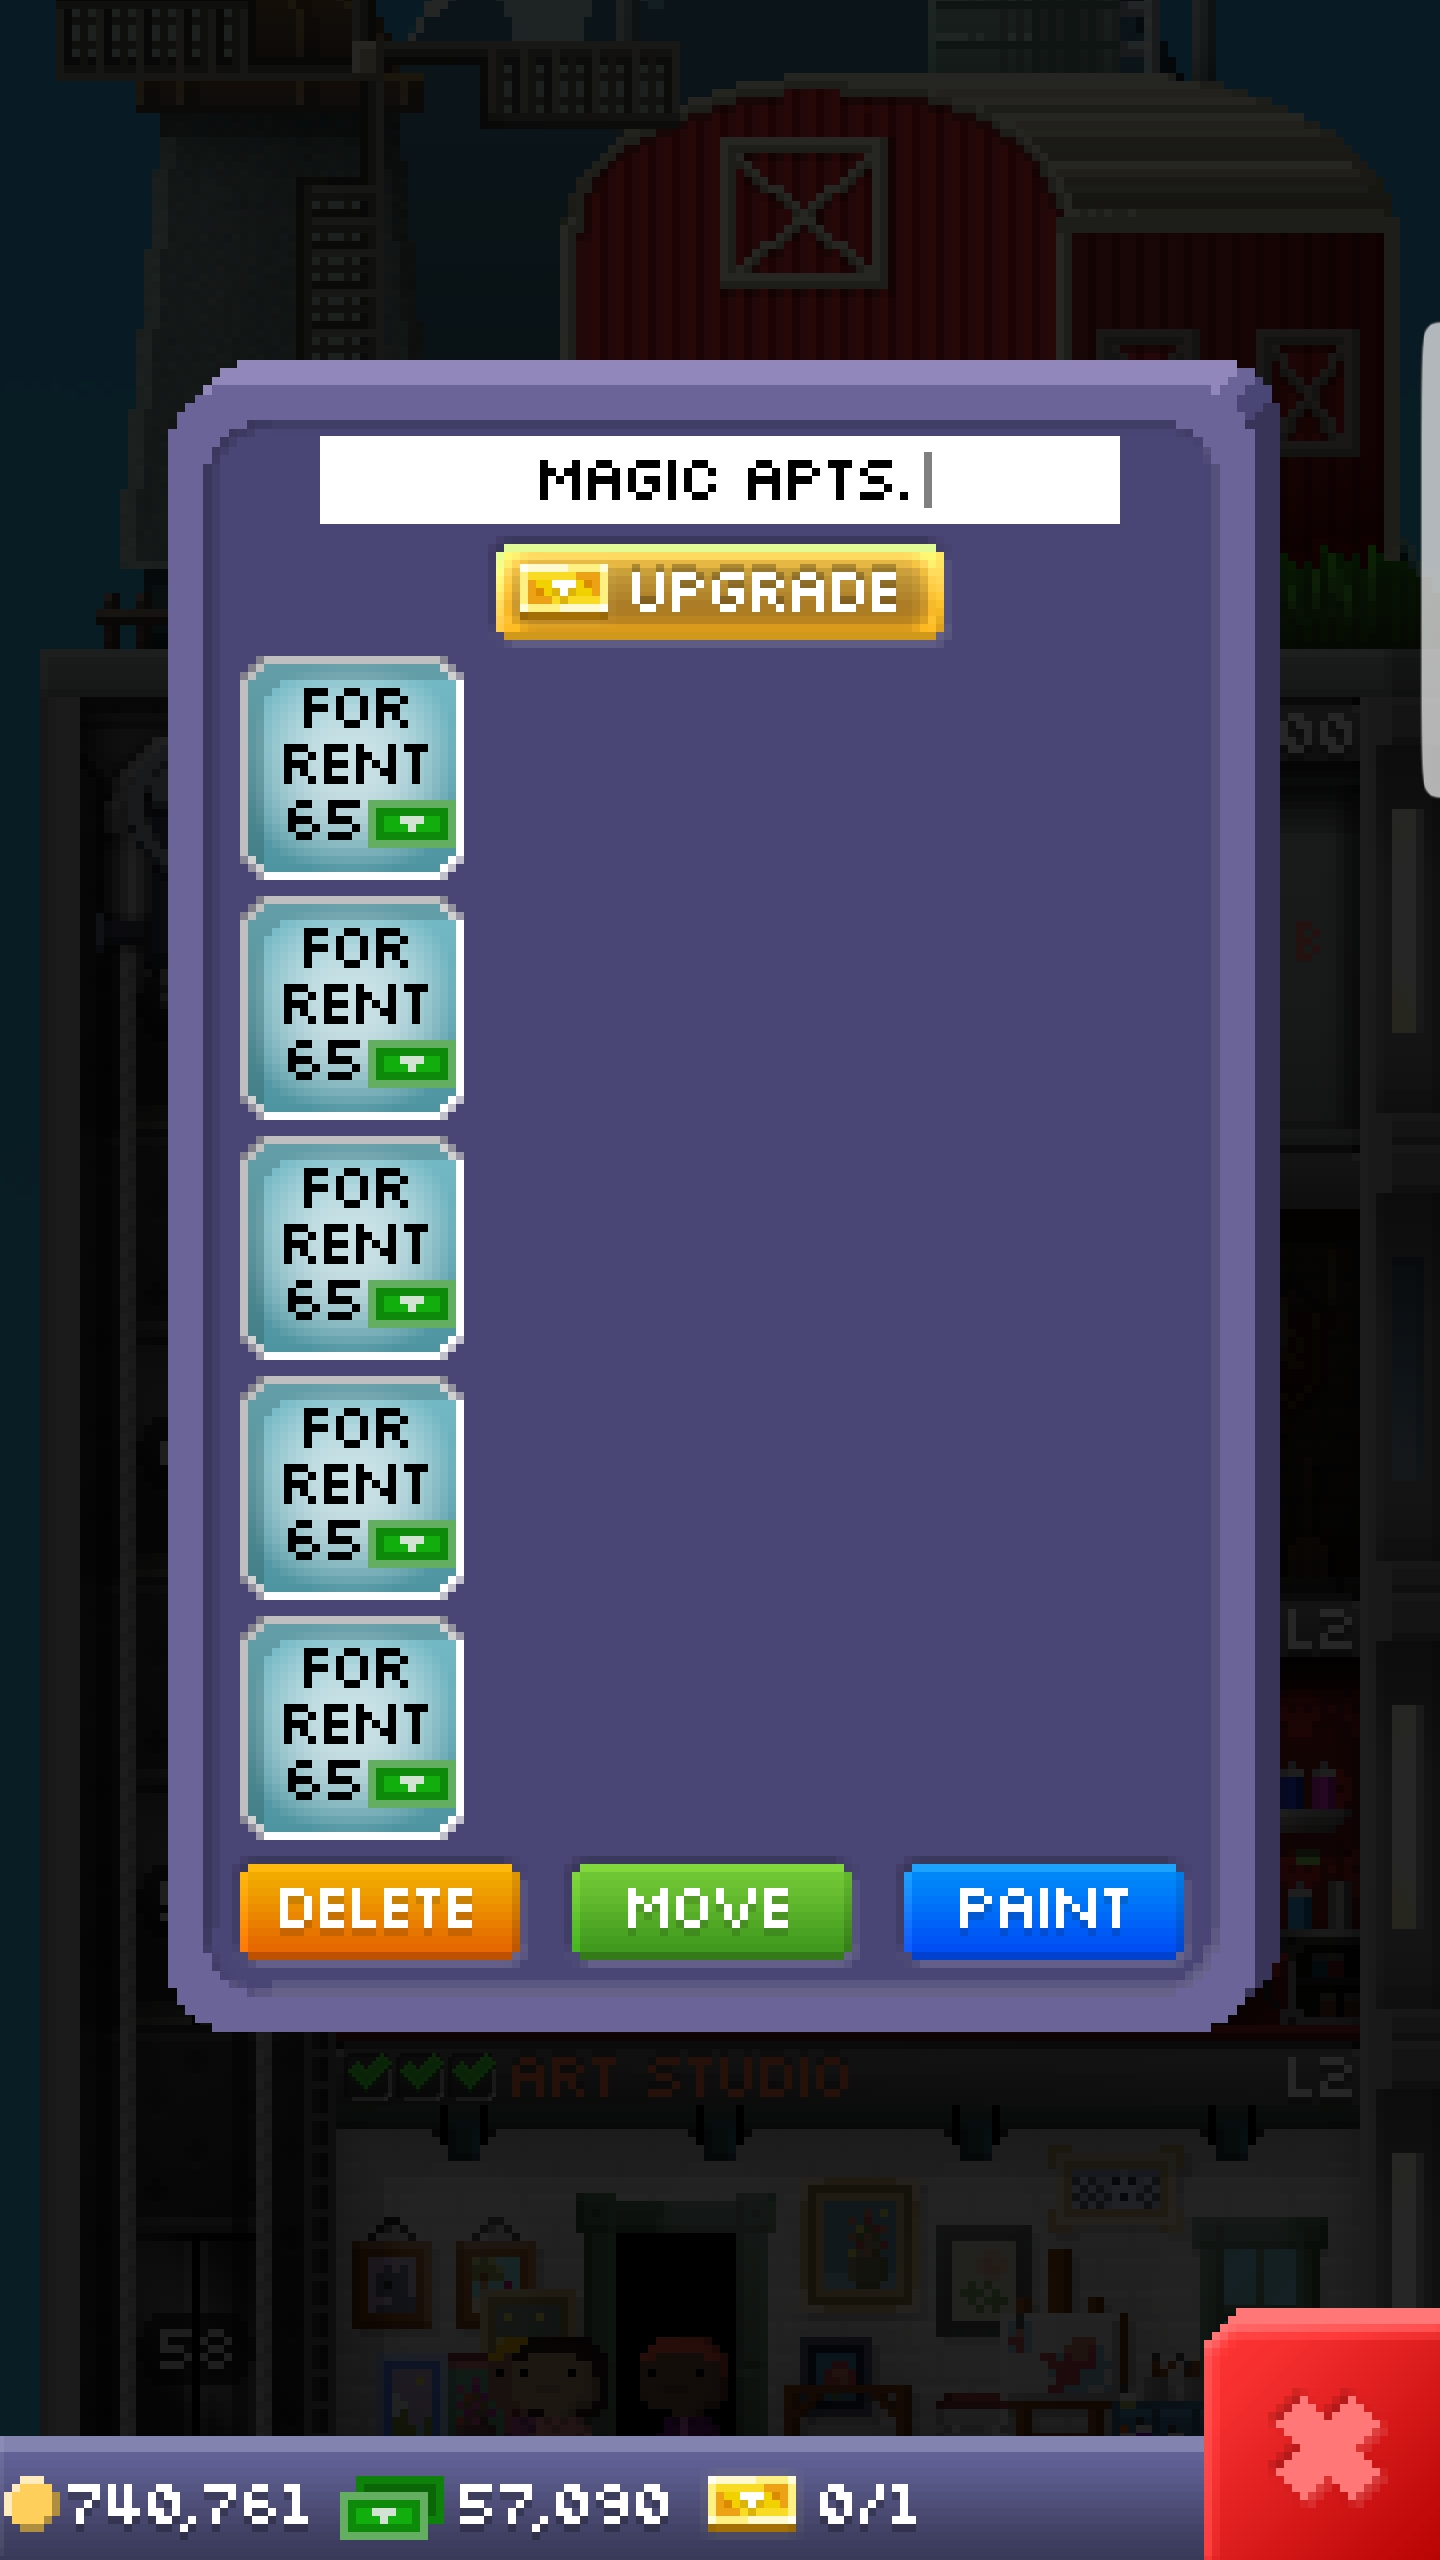 MAGIC APTS.
UPGRADE
FOR
RENT
65
FOR
RENT
65
FOR
RENT
65
FOR
RENT
65
FOR
RENT
65
DELETE MOVE PAINT
L2
ART STUDIO L2
58
740,761 57,090 0/1